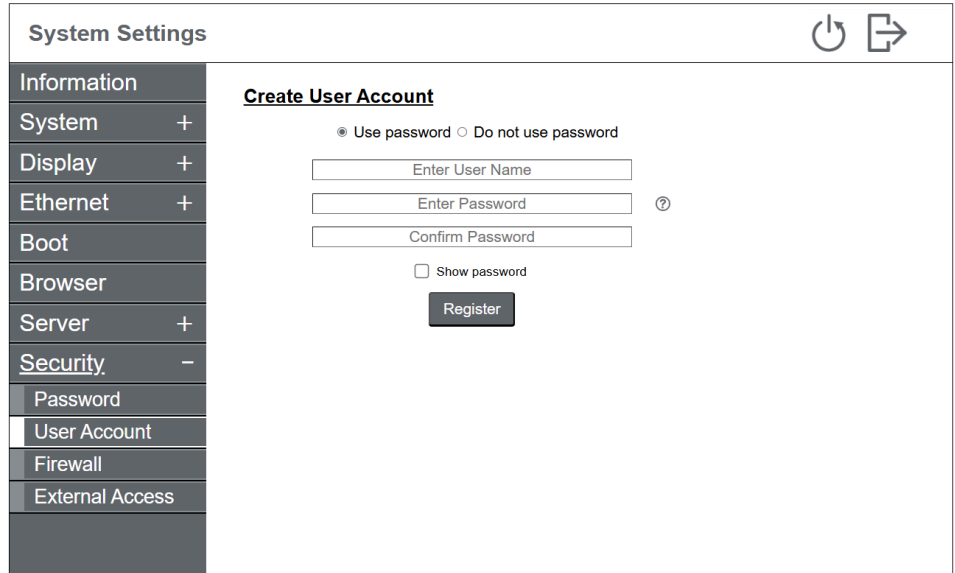 System Settings
Information
System +
Display +
Ethernet +
Boot
Browser
Server +
Security -
Password
User Account
Firewall
External Access
Create User Account
Use password Do not use password
Enter User Name
Enter Password ?
Confirm Password
Show password
Register